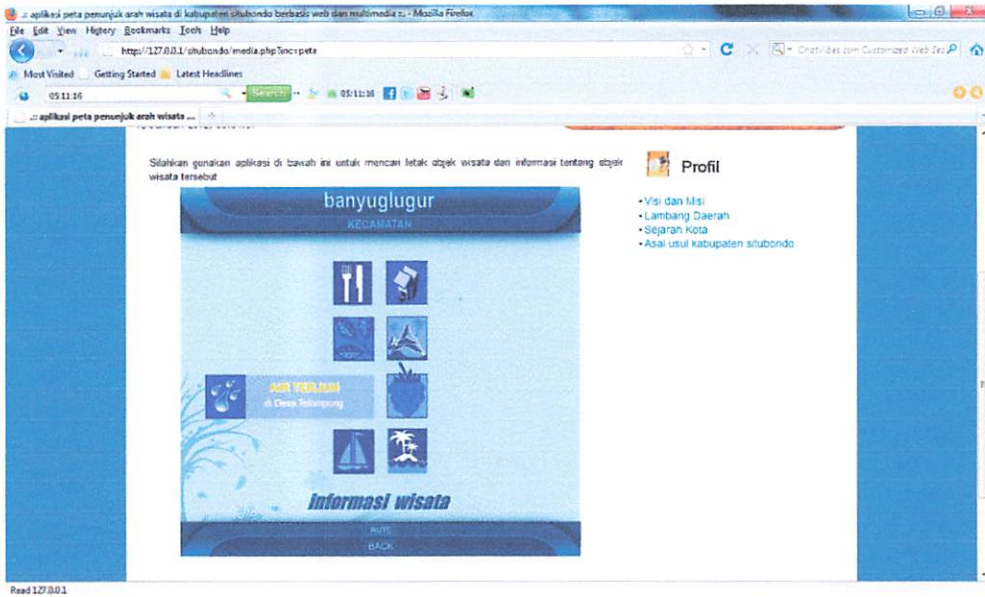 .:: aplikasi peta penunjuk arah wisata di kabupaten situbondo berbasis web dan multimedia ::. - Mozilla Firefox
File Edit View History Bookmarks Tools Help
http://127.0.0.1/situbondo/media.php?inc=peta
Most Visited Getting Started Latest Headlines
05:11:16 Search 05:11:16
.:: aplikasi peta penunjuk arah wisata ...
Silahkan gunakan aplikasi di bawah ini untuk mencari letak objek wisata dan informasi tentang objek
wisata tersebut
banyuglugur
KECAMATAN
AIR TERJUN
di Desa Telampong
informasi wisata
RUTE
BACK
Profil
• Visi dan Misi
• Lambang Daerah
• Sejarah Kota
• Asal usul kabupaten situbondo
Read 127.0.0.1